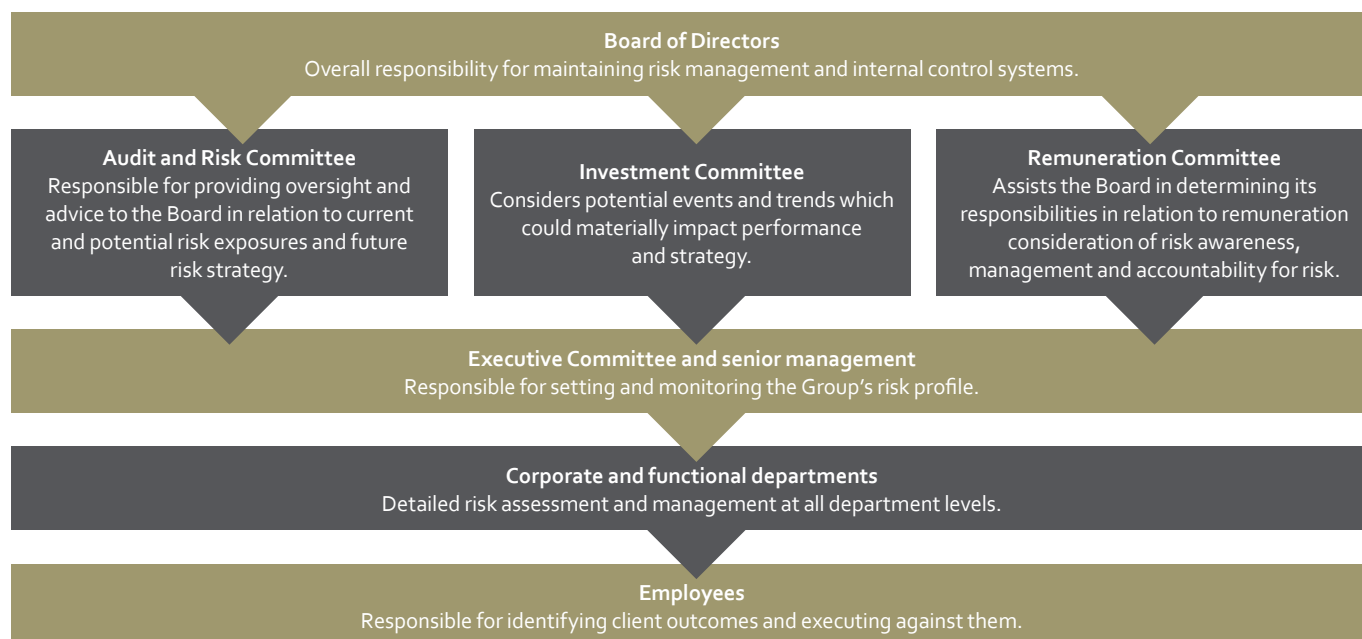 Board of Directors
Overall responsibility for maintaining risk management and internal control systems.
Audit and Risk Committee
Responsible for providing oversight and
advice to the Board in relation to current
and potential risk exposures and future
risk strategy.
Investment Committee
Considers potential events and trends which
could materially impact performance
and strategy.
Remuneration Committee
Assists the Board in determining its
responsibilities in relation to remuneration
consideration of risk awareness,
management and accountability for risk.
Executive Committee and senior management
Responsible for setting and monitoring the Group’s risk profile.
Corporate and functional departments
Detailed risk assessment and management at all department levels.
Employees
Responsible for identifying client outcomes and executing against them.